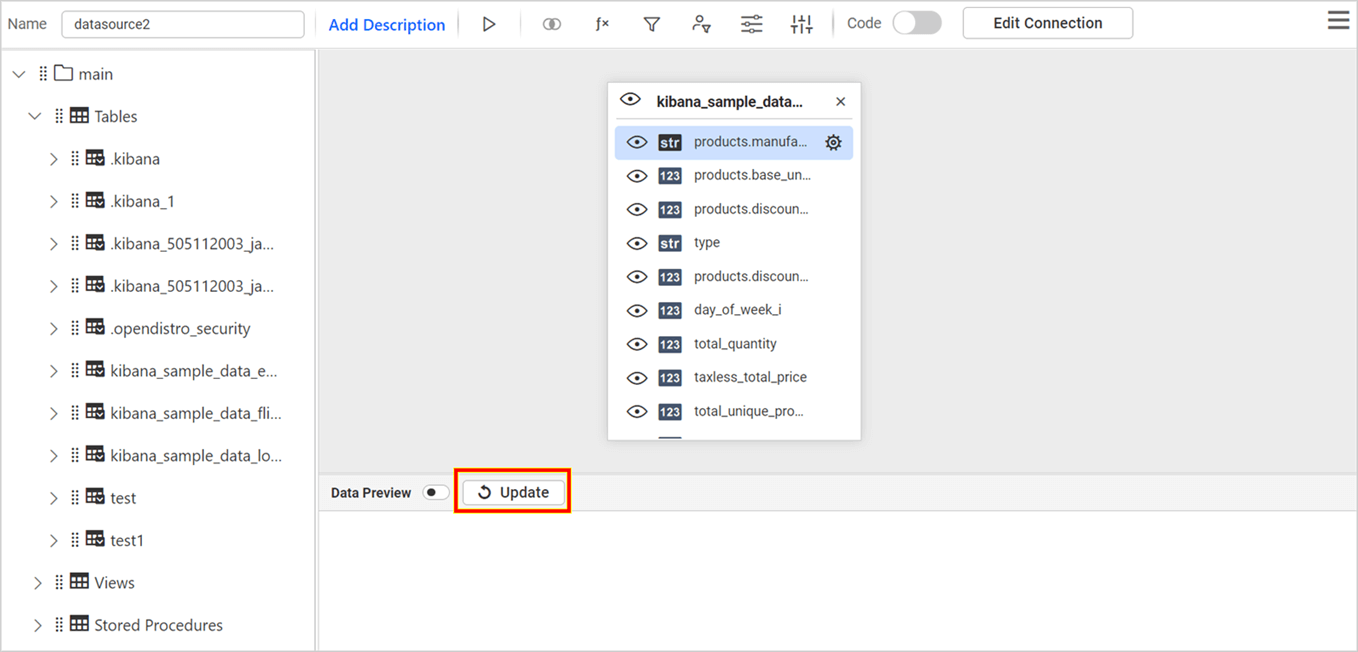 Name datasource2 Add Description ƒx Code Edit Connection
main
Tables
.kibana
.kibana_1
.kibana_505112003_ja...
.kibana_505112003_ja...
.opendistro_security
kibana_sample_data_e...
kibana_sample_data_fli...
kibana_sample_data_lo...
test
test1
Views
Stored Procedures
kibana_sample_data...
str products.manufa...
123 products.base_un...
123 products.discoun...
str type
123 products.discoun...
123 day_of_week_i
123 total_quantity
123 taxless_total_price
123 total_unique_pro...
Data Preview Update